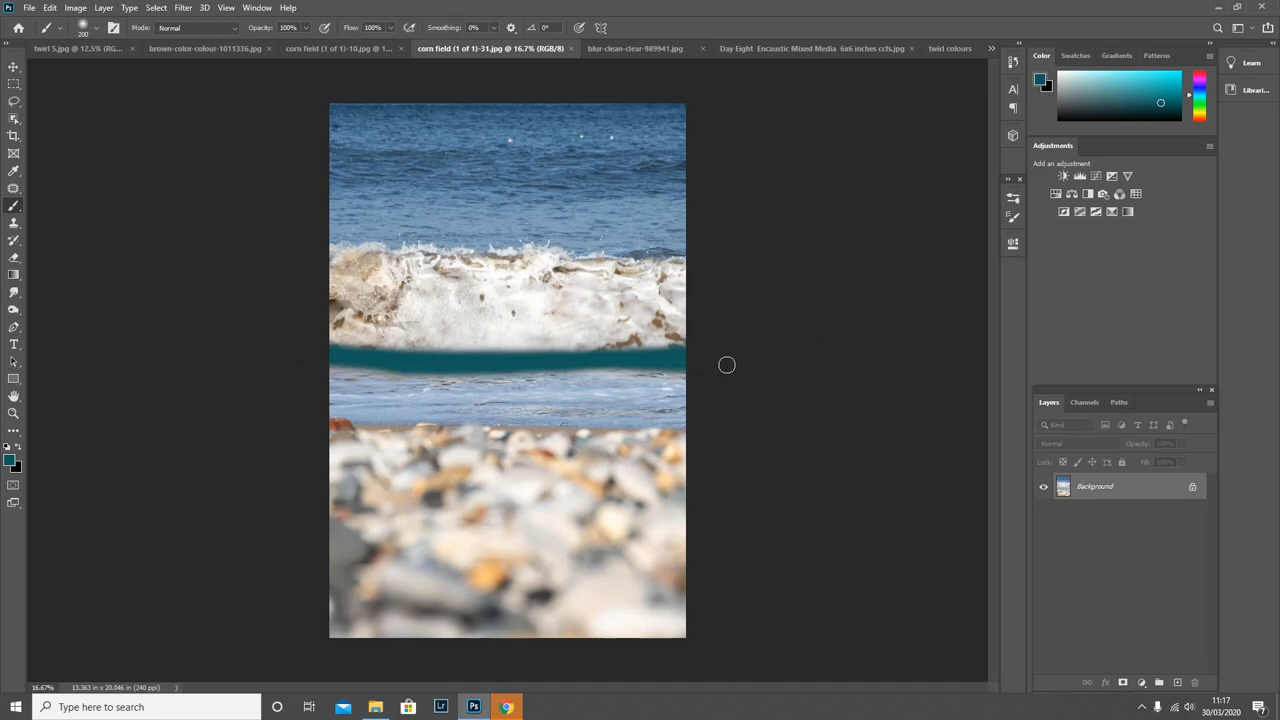 Ps File Edit Image Layer Type Select Filter 3D View Window Help
200 Mode: Normal Opacity: 100% Flow: 100% Smoothing: 0% 0°
twirl 5.jpg @ 12.5% (RG... × brown-color-colour-1011336.jpg × corn field (1 of 1)-10.jpg @ 1... × corn field (1 of 1)-31.jpg @ 16.7% (RGB/8) × blur-clean-clear-989941.jpg × Day Eight Encaustic Mixed Media 6x6 inches ccfs.jpg × twirl colours
Color Swatches Gradients Patterns
Learn
Librari...
Adjustments
Add an adjustment
Layers Channels Paths
Kind
Normal Opacity: 100%
Lock: Fill: 100%
Background
16.67% 13.363 in x 20.046 in (240 ppi)
Type here to search
Lr Ps
11:17
30/03/2020